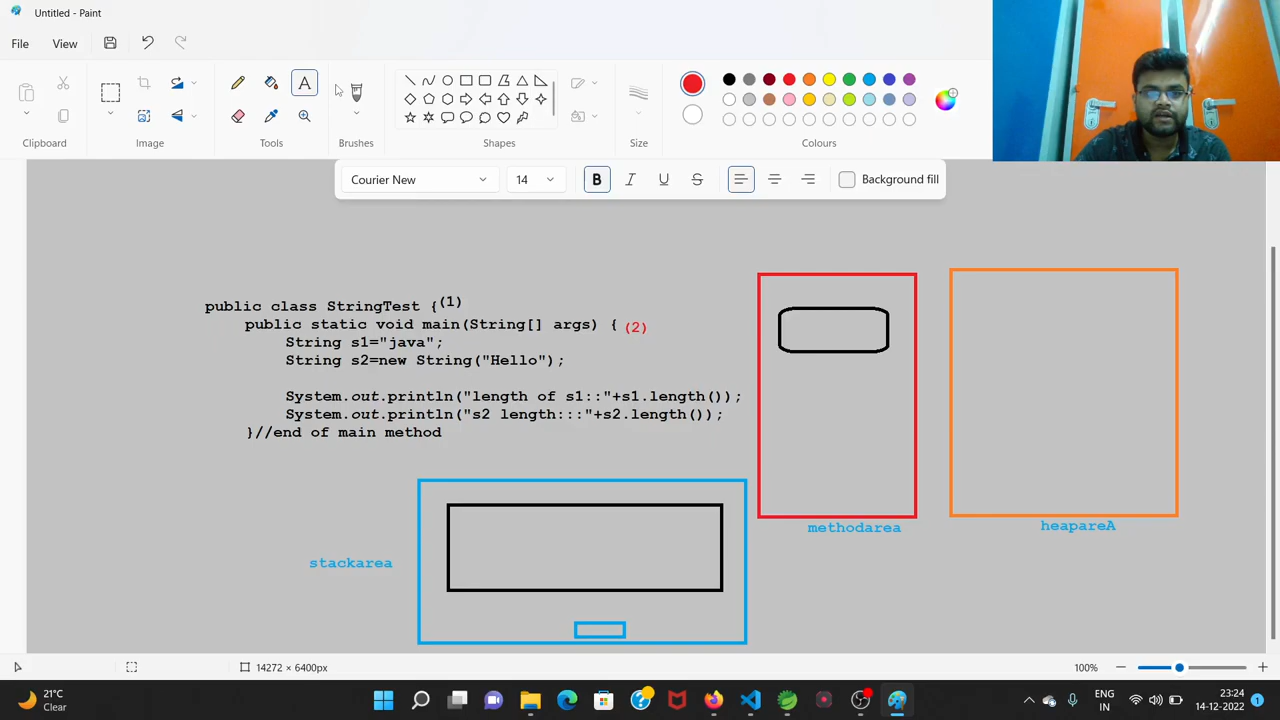 Untitled - Paint
File
View
Clipboard
Image
Tools
Brushes
Shapes
Size
Colours
Courier New
14
B
Background fill
public class StringTest {(1)
public static void main(String[] args) { (2)
String s1="java";
String s2=new String("Hello");
System.out.println("length of s1::"+s1.length());
System.out.println("s2 length:::"+s2.length());
}//end of main method
methodarea
heapareA
stackarea
14272 × 6400px
100%
21°C
Clear
ENG
IN
23:24
14-12-2022